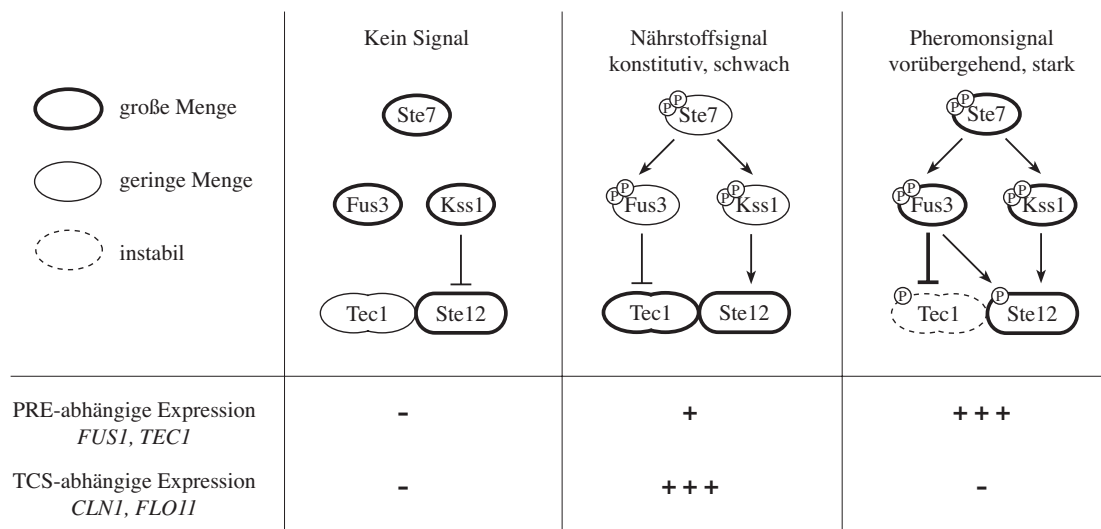 Kein Signal
Nährstoffsignal
konstitutiv, schwach
Pheromonsignal
vorübergehend, stark
große Menge
geringe Menge
instabil
Ste7
Fus3
Kss1
Tec1
Ste12
P
P
Ste7
P
P
Fus3
P
P
Kss1
Tec1
Ste12
P
P
Ste7
P
P
Fus3
P
P
Kss1
P
Tec1
P
Ste12
PRE-abhängige Expression
FUS1, TEC1
-
+
+++
TCS-abhängige Expression
CLN1, FLO11
-
+++
-